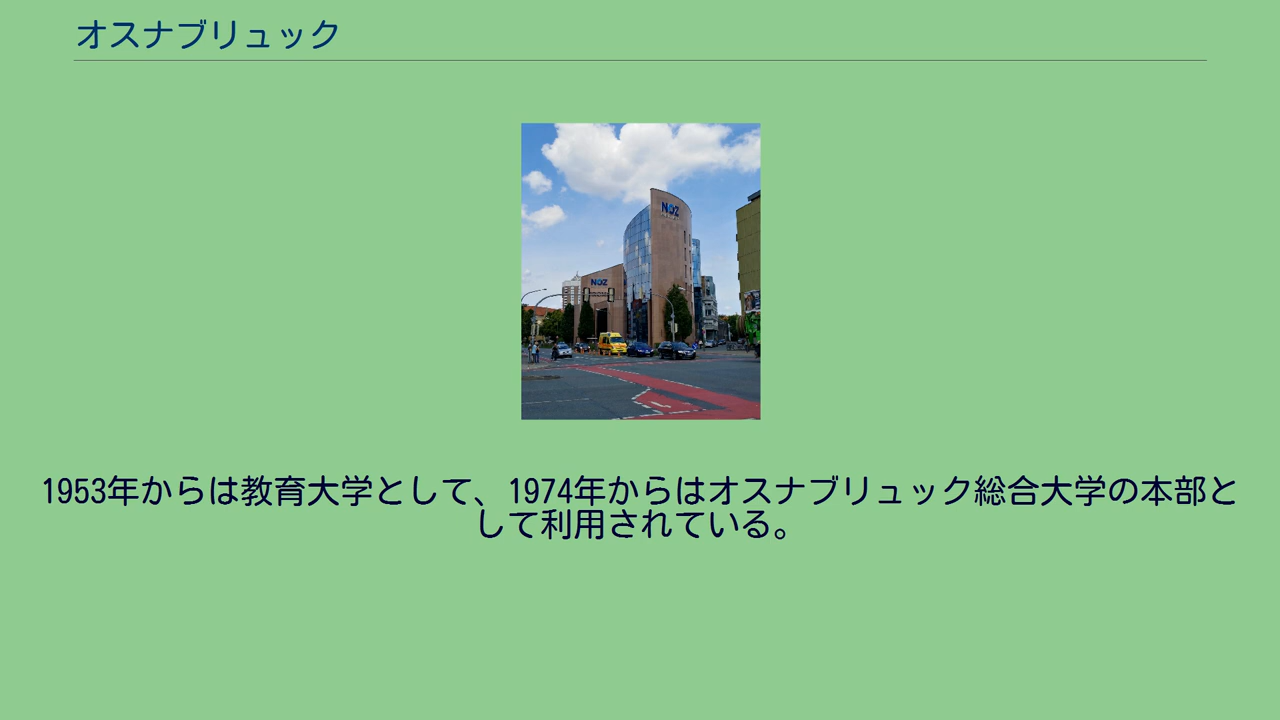 オスナブリュック
NOZ
NOZ
1953年からは教育大学として、1974年からはオスナブリュック総合大学の本部と
して利用されている。